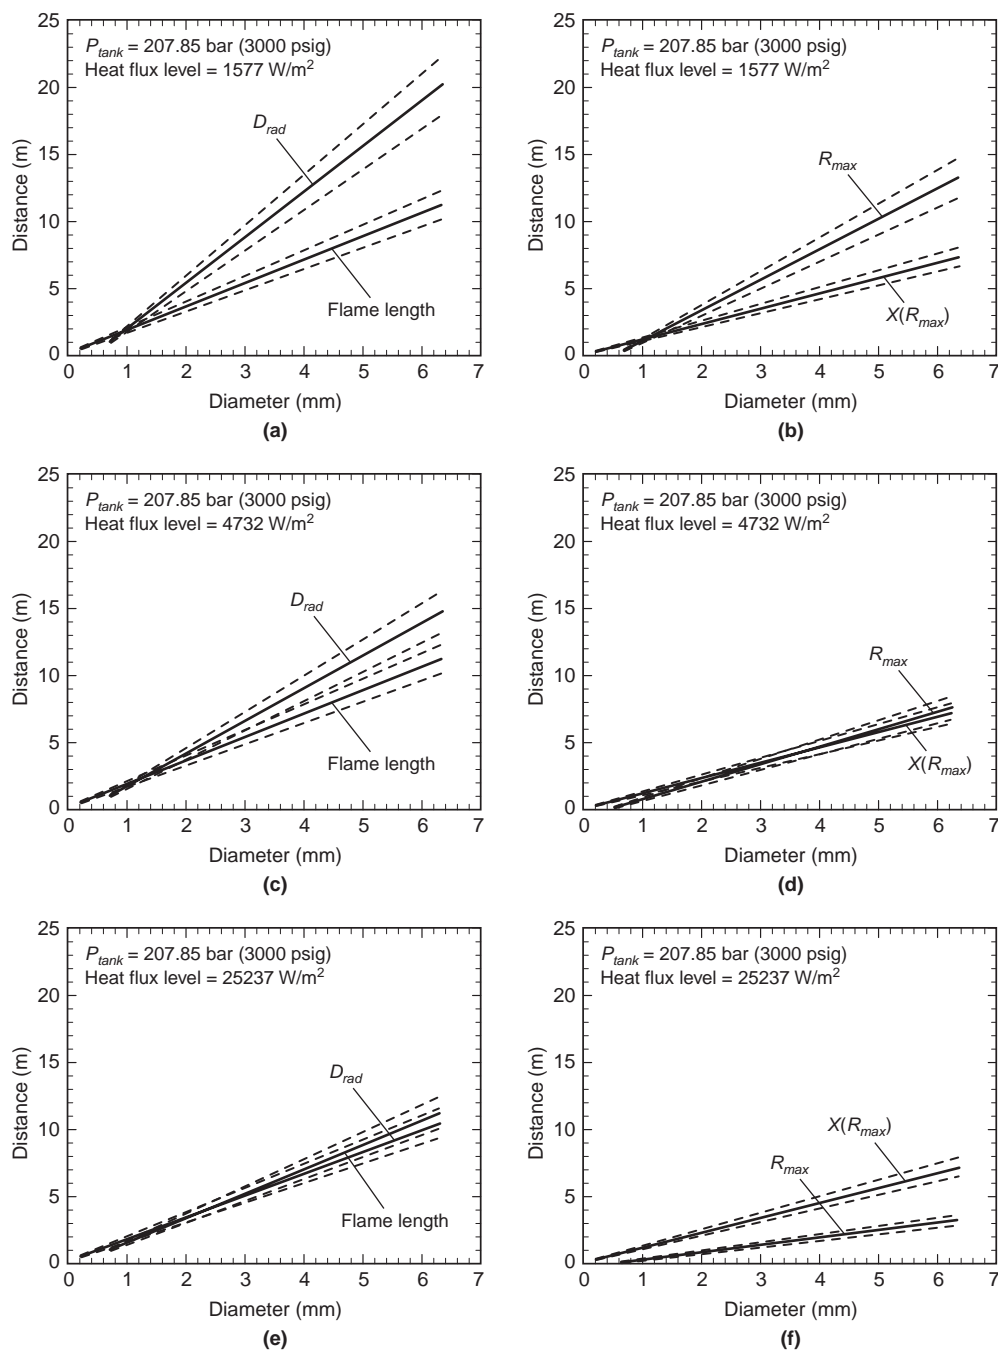 25
20
15
10
5
0
Distance (m)
P_tank = 207.85 bar (3000 psig)
Heat flux level = 1577 W/m²
D_rad
Flame length
0 1 2 3 4 5 6 7
Diameter (mm)
(a)
25
20
15
10
5
0
Distance (m)
P_tank = 207.85 bar (3000 psig)
Heat flux level = 1577 W/m²
R_max
X(R_max)
0 1 2 3 4 5 6 7
Diameter (mm)
(b)
25
20
15
10
5
0
Distance (m)
P_tank = 207.85 bar (3000 psig)
Heat flux level = 4732 W/m²
D_rad
Flame length
0 1 2 3 4 5 6 7
Diameter (mm)
(c)
25
20
15
10
5
0
Distance (m)
P_tank = 207.85 bar (3000 psig)
Heat flux level = 4732 W/m²
R_max
X(R_max)
0 1 2 3 4 5 6 7
Diameter (mm)
(d)
25
20
15
10
5
0
Distance (m)
P_tank = 207.85 bar (3000 psig)
Heat flux level = 25237 W/m²
D_rad
Flame length
0 1 2 3 4 5 6 7
Diameter (mm)
(e)
25
20
15
10
5
0
Distance (m)
P_tank = 207.85 bar (3000 psig)
Heat flux level = 25237 W/m²
X(R_max)
R_max
0 1 2 3 4 5 6 7
Diameter (mm)
(f)